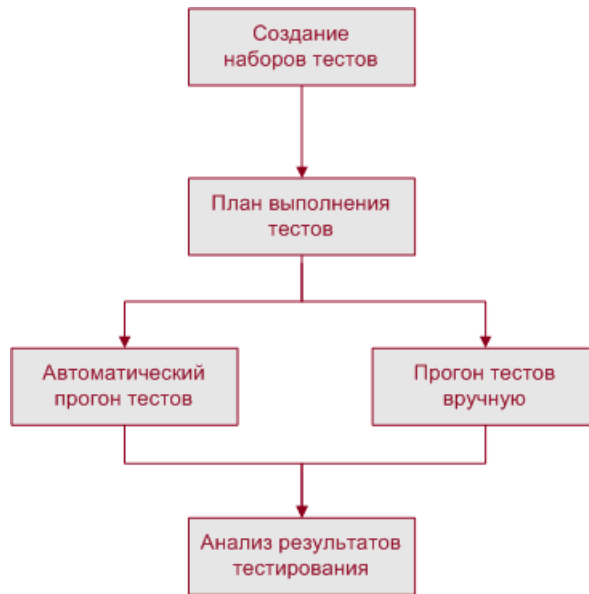 Создание
наборов тестов
План выполнения
тестов
Автоматический
прогон тестов
Прогон тестов
вручную
Анализ результатов
тестирования